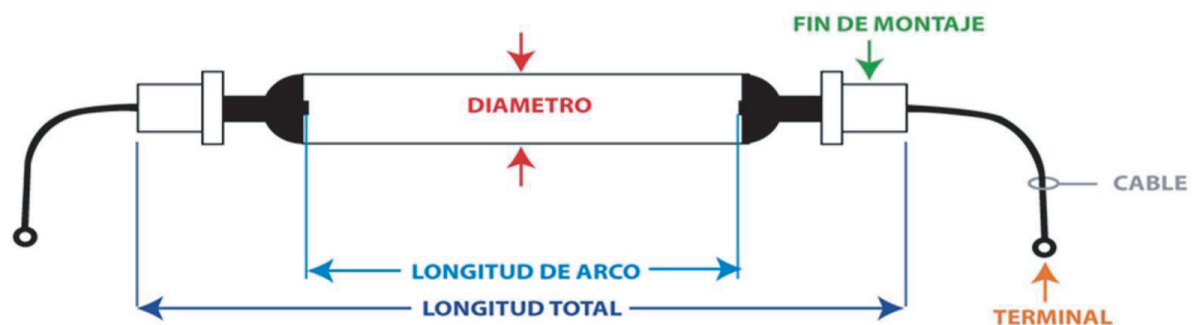 FIN DE MONTAJE
DIAMETRO
CABLE
LONGITUD DE ARCO
LONGITUD TOTAL
TERMINAL